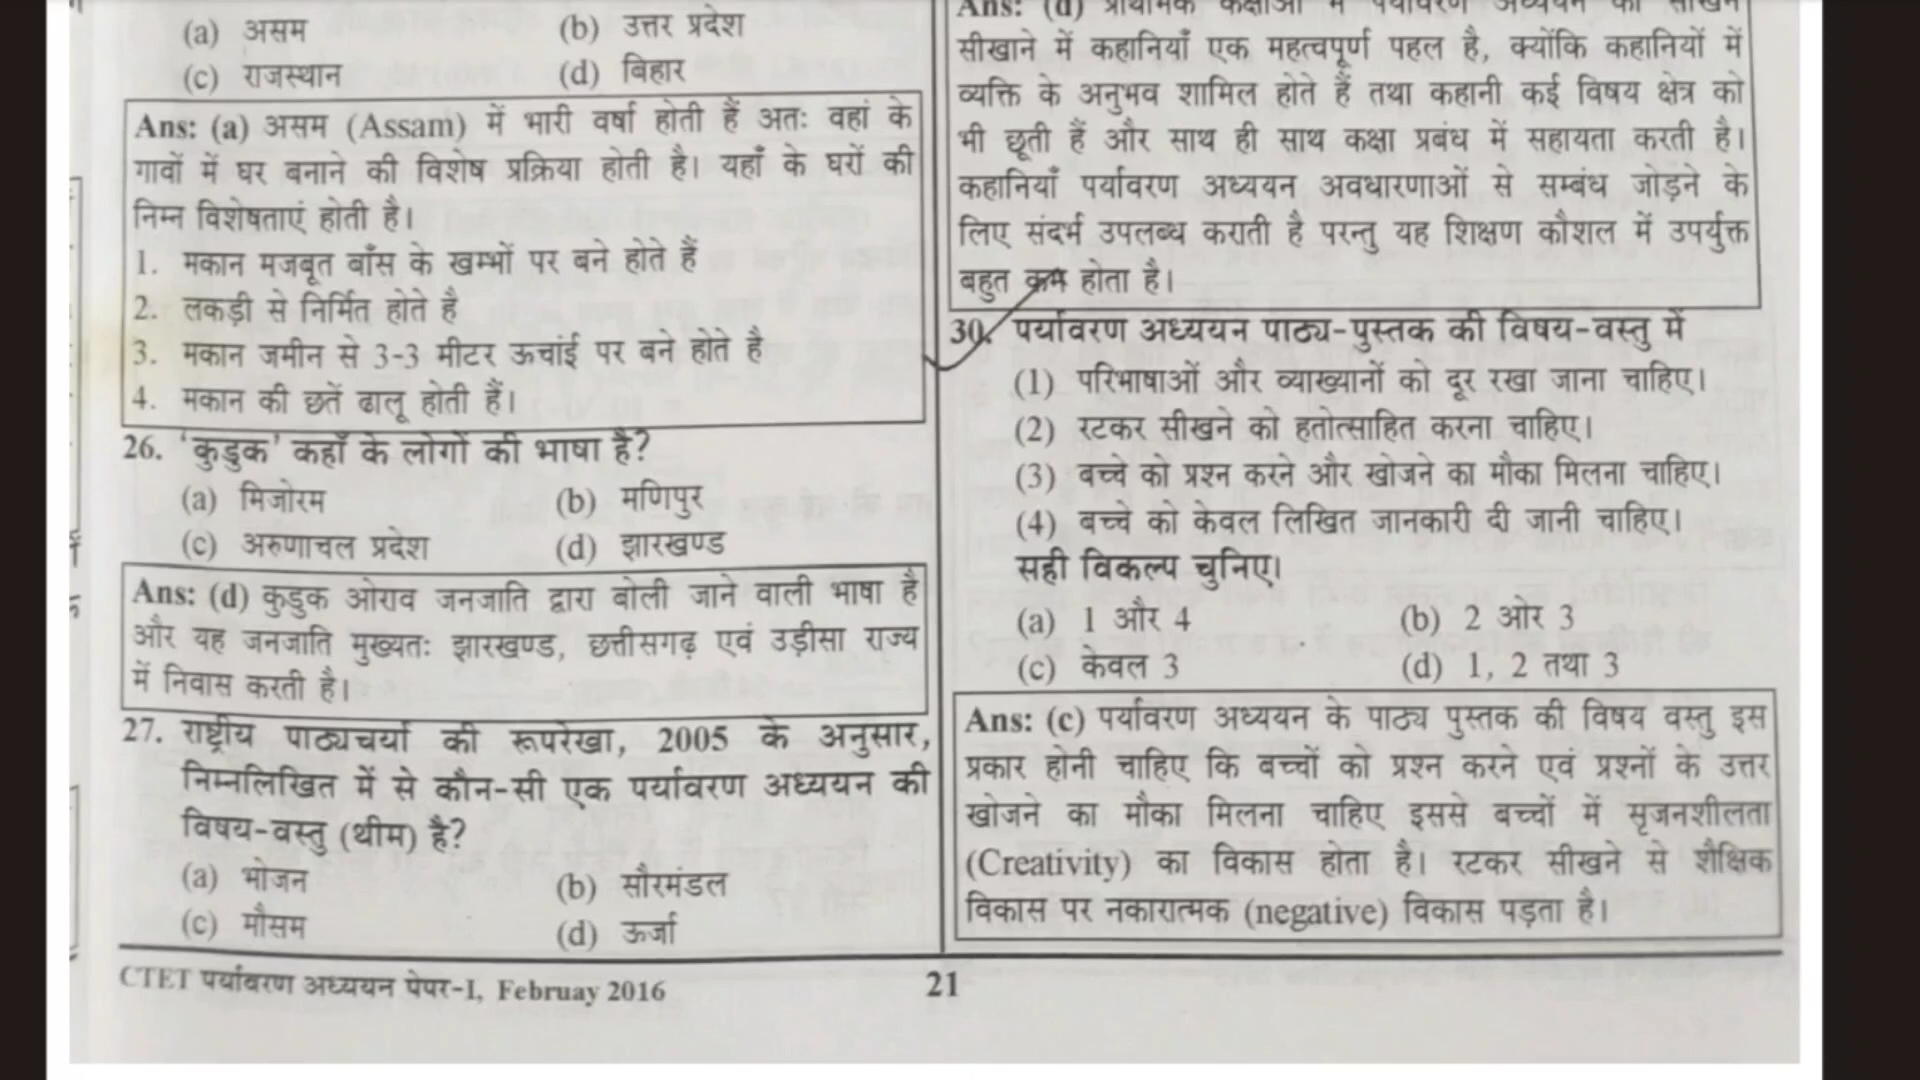 (a) असम (b) उत्तर प्रदेश
(c) राजस्थान (d) बिहार
Ans: (a) असम (Assam) में भारी वर्षा होती हैं अतः वहां के
गावों में घर बनाने की विशेष प्रक्रिया होती है। यहाँ के घरों की
निम्न विशेषताएं होती है।
1. मकान मजबूत बाँस के खम्भों पर बने होते हैं
2. लकड़ी से निर्मित होते है
3. मकान जमीन से 3-3 मीटर ऊचांई पर बने होते है
4. मकान की छतें ढालू होती हैं।
26. 'कुडुक' कहाँ के लोगों की भाषा है?
(a) मिजोरम (b) मणिपुर
(c) अरुणाचल प्रदेश (d) झारखण्ड
Ans: (d) कुडुक ओराव जनजाति द्वारा बोली जाने वाली भाषा है
और यह जनजाति मुख्यतः झारखण्ड, छत्तीसगढ़ एवं उड़ीसा राज्य
में निवास करती है।
27. राष्ट्रीय पाठ्यचर्या की रूपरेखा, 2005 के अनुसार,
निम्नलिखित में से कौन-सी एक पर्यावरण अध्ययन की
विषय-वस्तु (थीम) है?
(a) भोजन (b) सौरमंडल
(c) मौसम (d) ऊर्जा
Ans: (d) प्राथमिक कक्षाओं में पर्यावरण अध्ययन को सीखने
सीखाने में कहानियाँ एक महत्वपूर्ण पहल है, क्योंकि कहानियों में
व्यक्ति के अनुभव शामिल होते हैं तथा कहानी कई विषय क्षेत्र को
भी छूती हैं और साथ ही साथ कक्षा प्रबंध में सहायता करती है।
कहानियाँ पर्यावरण अध्ययन अवधारणाओं से सम्बंध जोड़ने के
लिए संदर्भ उपलब्ध कराती है परन्तु यह शिक्षण कौशल में उपर्युक्त
बहुत कम होता है।
30. पर्यावरण अध्ययन पाठ्य-पुस्तक की विषय-वस्तु में
(1) परिभाषाओं और व्याख्यानों को दूर रखा जाना चाहिए।
(2) रटकर सीखने को हतोत्साहित करना चाहिए।
(3) बच्चे को प्रश्न करने और खोजने का मौका मिलना चाहिए।
(4) बच्चे को केवल लिखित जानकारी दी जानी चाहिए।
सही विकल्प चुनिए।
(a) 1 और 4 (b) 2 ओर 3
(c) केवल 3 (d) 1, 2 तथा 3
Ans: (c) पर्यावरण अध्ययन के पाठ्य पुस्तक की विषय वस्तु इस
प्रकार होनी चाहिए कि बच्चों को प्रश्न करने एवं प्रश्नों के उत्तर
खोजने का मौका मिलना चाहिए इससे बच्चों में सृजनशीलता
(Creativity) का विकास होता है। रटकर सीखने से शैक्षिक
विकास पर नकारात्मक (negative) विकास पड़ता है।
CTET पर्यावरण अध्ययन पेपर-I, Februay 2016 21